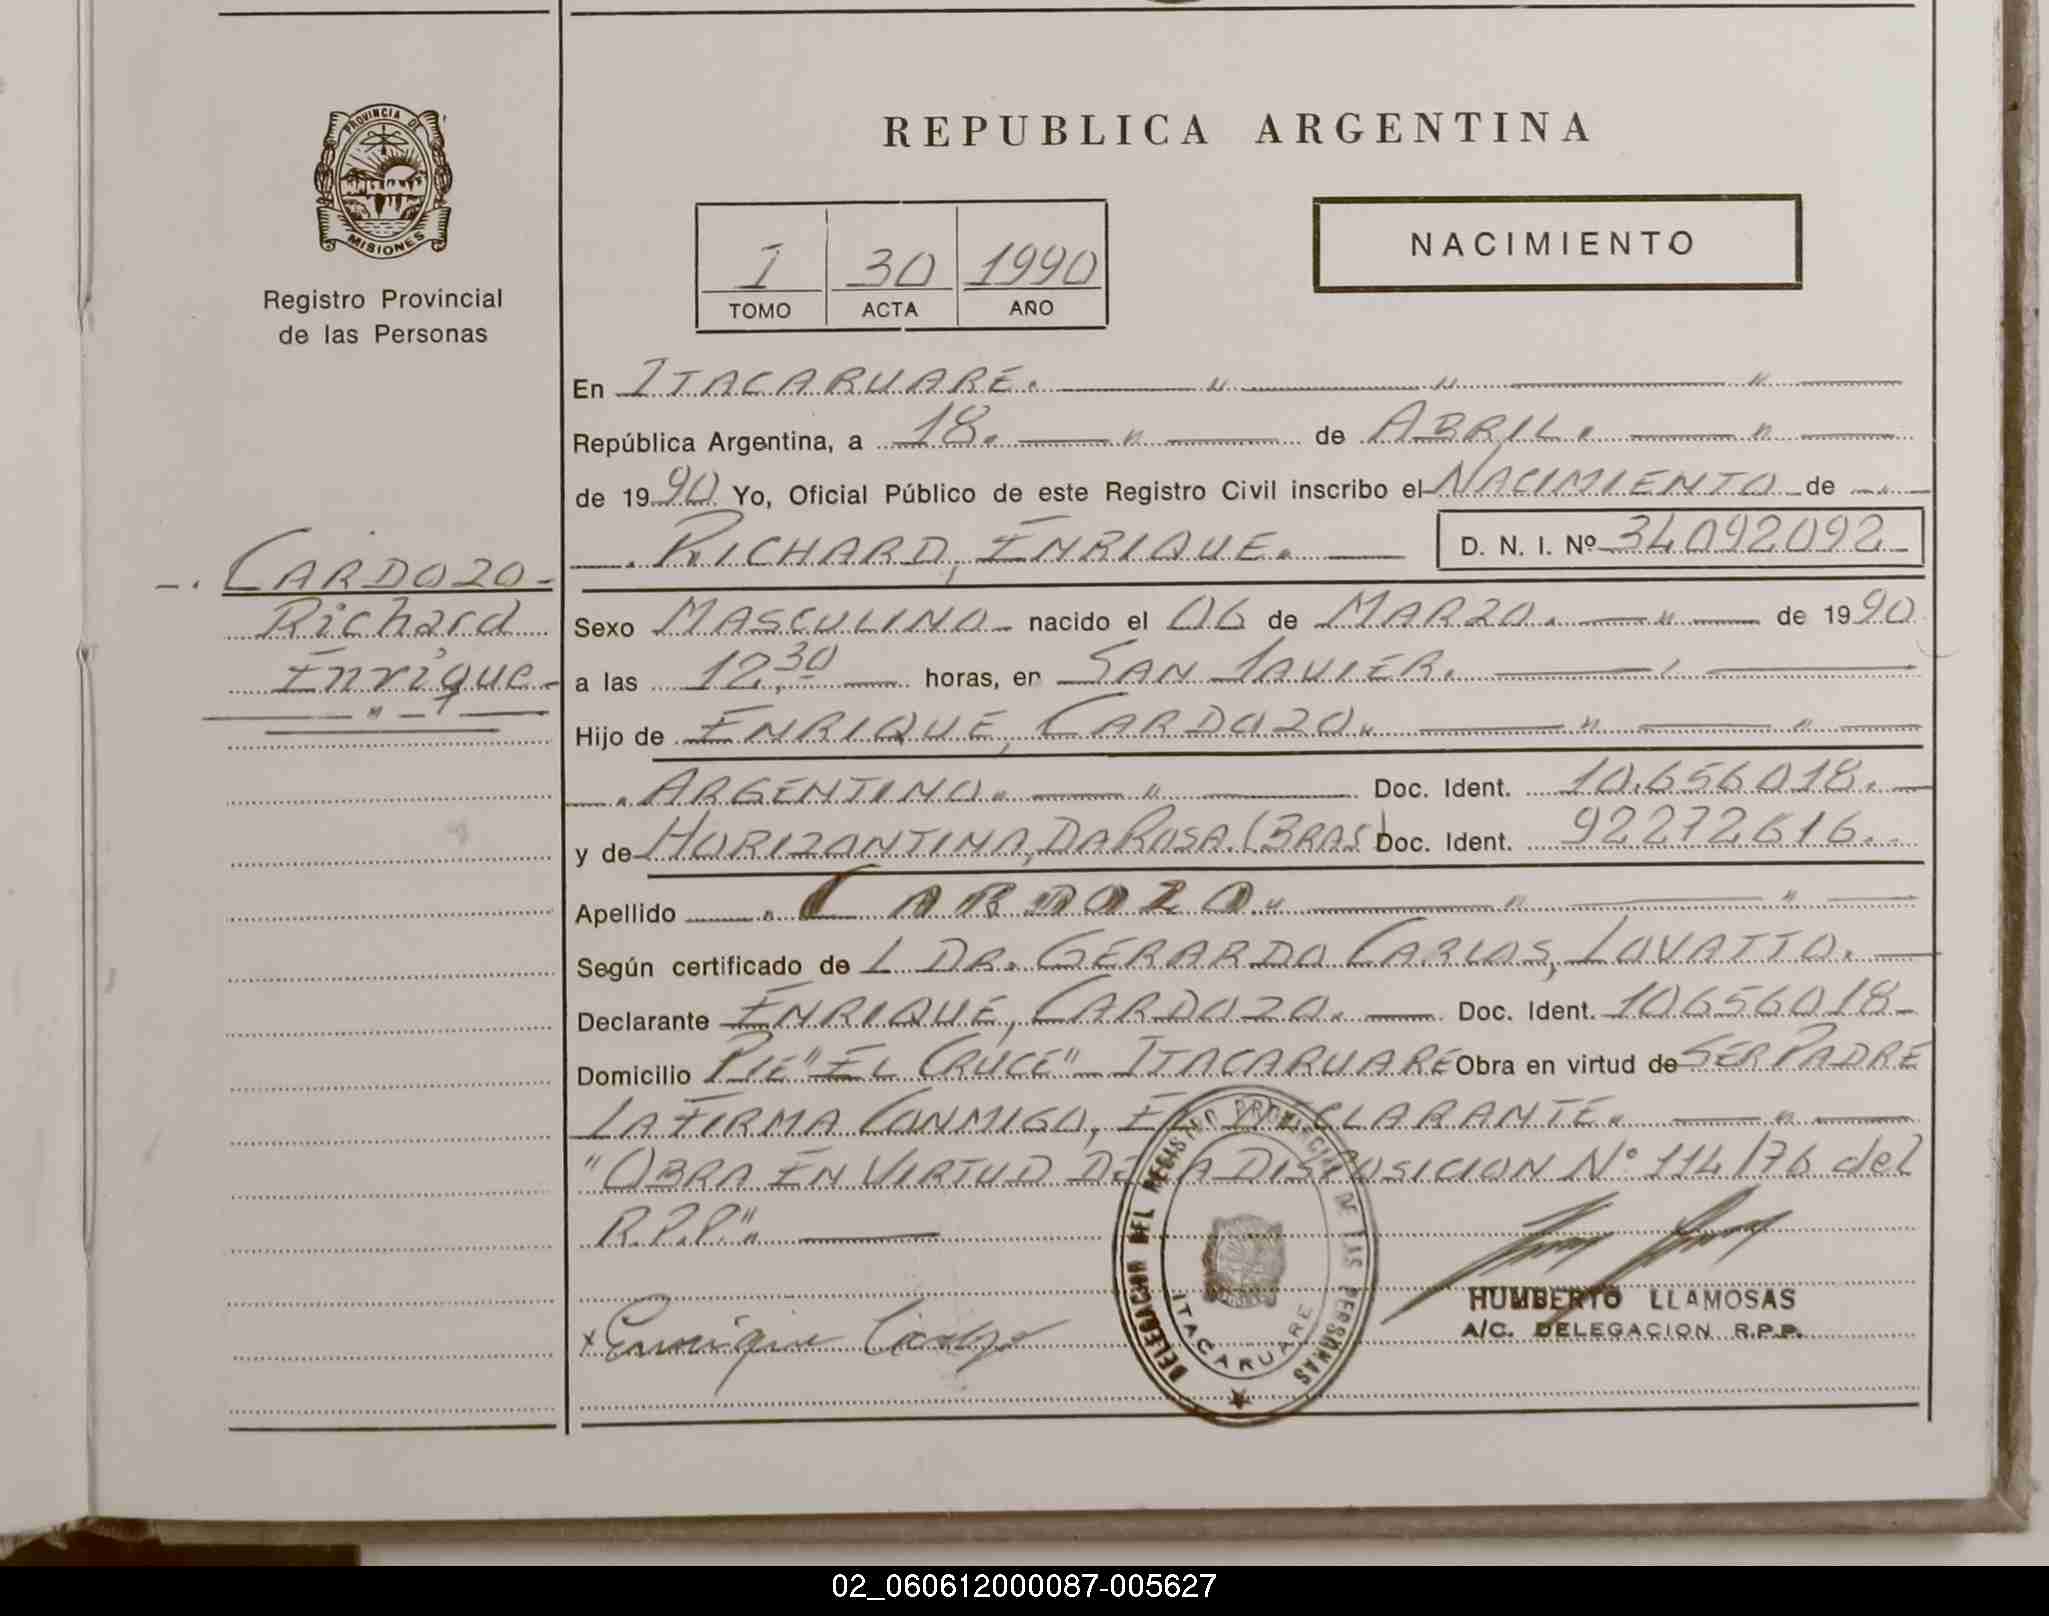 PROVINCIA DE
MISIONES
Registro Provincial
de las Personas
CARDOZO
Richard
Enrique
REPUBLICA ARGENTINA
I 30 1990
TOMO ACTA AÑO
NACIMIENTO
En ITACARUARE.
República Argentina, a 18. de ABRIL.
de 1990 Yo, Oficial Público de este Registro Civil inscribo el NACIMIENTO de
RICHARD, ENRIQUE. D. N. I. Nº 34092092
Sexo MASCULINO nacido el 06 de MARZO. de 1990
a las 12,30 horas, en SAN JAVIER.
Hijo de ENRIQUE, CARDOZO.
ARGENTINO. Doc. Ident. 10.656018.
y de HORIZONTINA, DA ROSA. (BRAS) Doc. Ident. 92272616.
Apellido CARDOZO.
Según certificado de L DR. GERARDO CARLOS, LOVATTO.
Declarante ENRIQUE, CARDOZO. Doc. Ident. 10656018
Domicilio PJE "EL CRUCE" ITACARUARE Obra en virtud de SER PADRE
LA FIRMA CONMIGO, EL DECLARANTE.
"OBRA EN VIRTUD DE LA DISPOSICION Nº 114/76 del
R.P.P".
x Enrique Cardozo
DELEGACION DEL REGISTRO PROVINCIAL DE LAS PERSONAS
ITACARUARE
HUMBERTO LLAMOSAS
A/C. DELEGACION R.P.P.
02_060612000087-005627